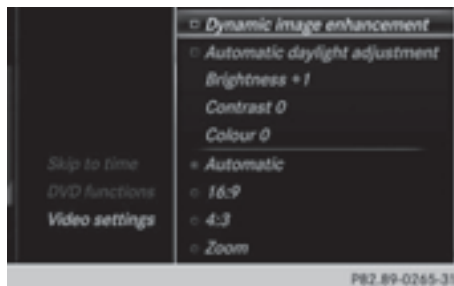 Dynamic image enhancement
Automatic daylight adjustment
Brightness +1
Contrast 0
Colour 0
Skip to time
Automatic
DVD functions
16:9
Video settings
4:3
Zoom
P82.89-0265-31